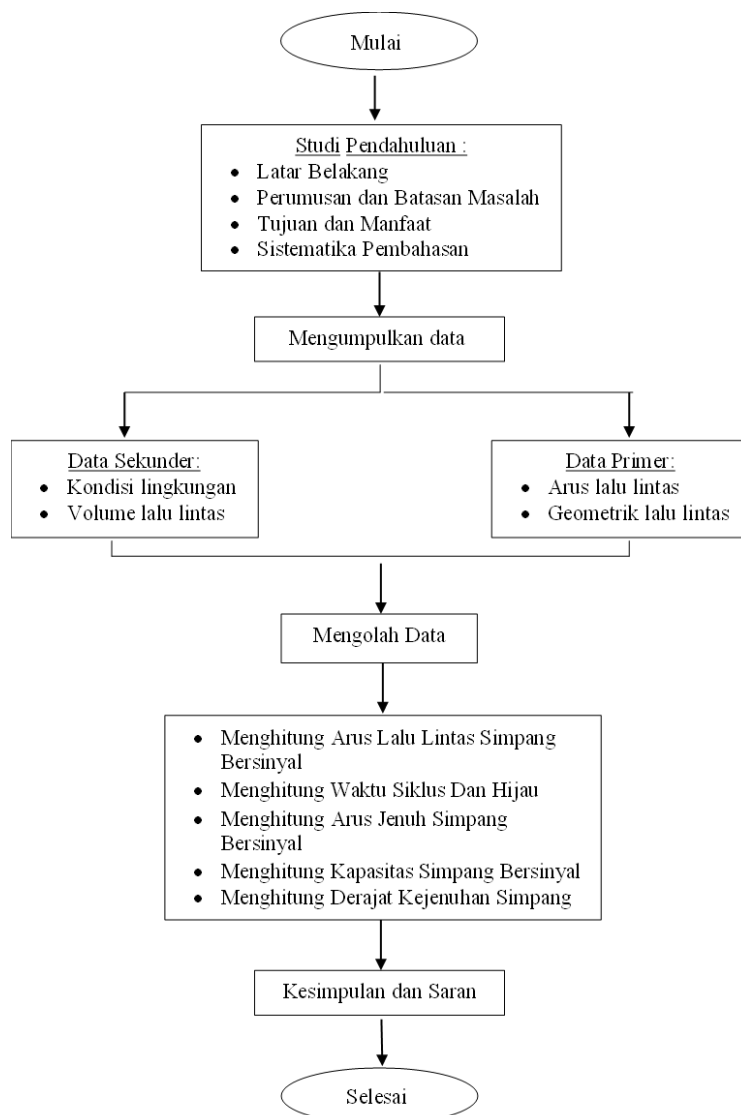 Mulai
Studi Pendahuluan :
• Latar Belakang
• Perumusan dan Batasan Masalah
• Tujuan dan Manfaat
• Sistematika Pembahasan
Mengumpulkan data
Data Sekunder:
• Kondisi lingkungan
• Volume lalu lintas
Data Primer:
• Arus lalu lintas
• Geometrik lalu lintas
Mengolah Data
• Menghitung Arus Lalu Lintas Simpang
Bersinyal
• Menghitung Waktu Siklus Dan Hijau
• Menghitung Arus Jenuh Simpang
Bersinyal
• Menghitung Kapasitas Simpang Bersinyal
• Menghitung Derajat Kejenuhan Simpang
Kesimpulan dan Saran
Selesai